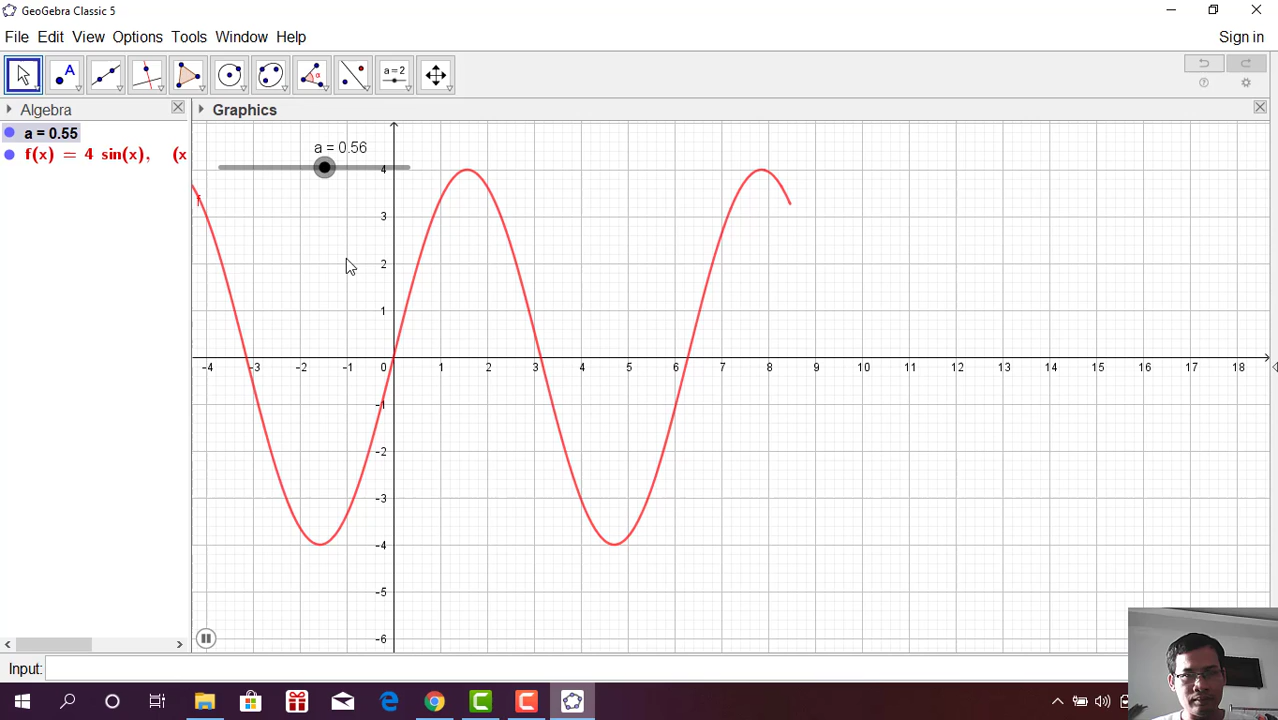 GeoGebra Classic 5
File Edit View Options Tools Window Help
Sign in
A
α
a = 2
Algebra
Graphics
a = 0.55
f(x) = 4 sin(x), (x
a = 0.56
f
4
3
2
1
-4 -3 -2 -1 0 1 2 3 4 5 6 7 8 9 10 11 12 13 14 15 16 17 18
-1
-2
-3
-4
-5
-6
Input: